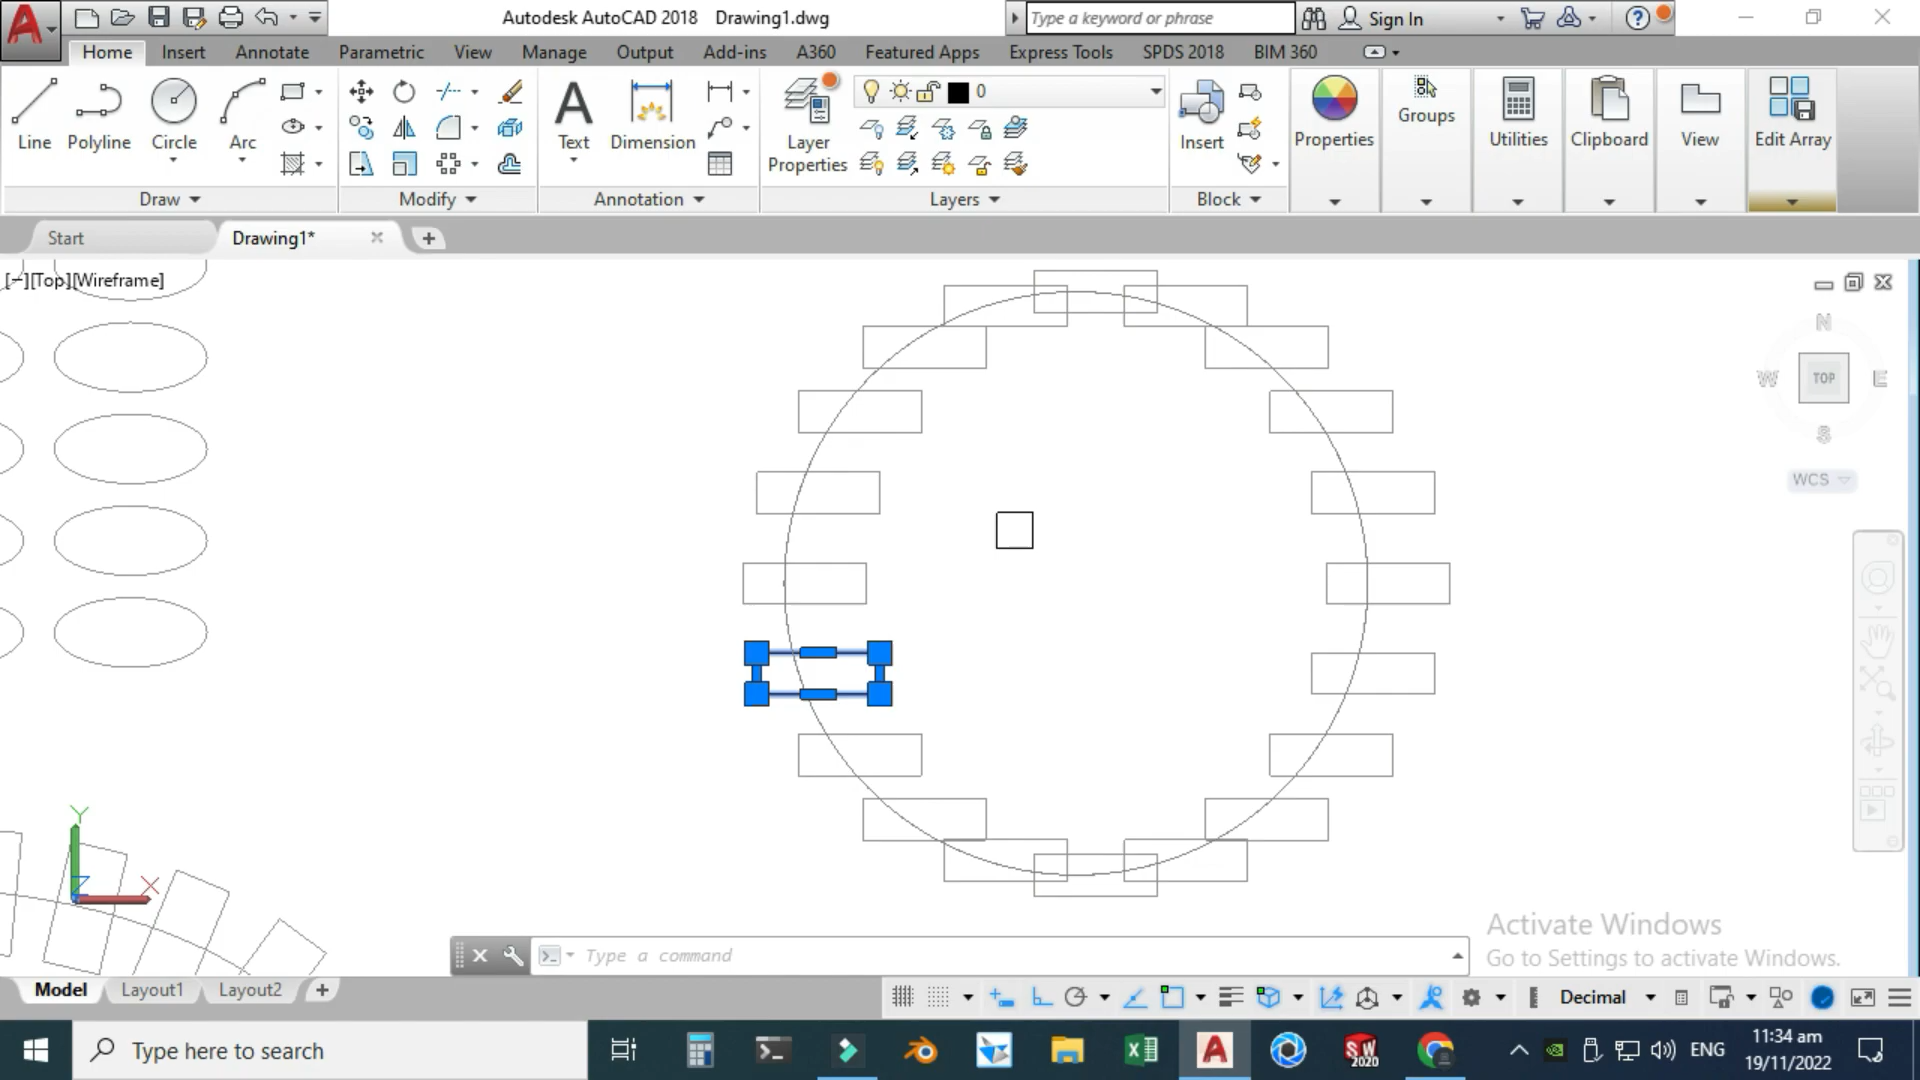 Autodesk AutoCAD 2018 Drawing1.dwg
Type a keyword or phrase
Sign In
Home Insert Annotate Parametric View Manage Output Add-ins A360 Featured Apps Express Tools SPDS 2018 BIM 360
Line Polyline Circle Arc
Text Dimension
Layer Properties
0
Insert
Properties
Groups
Utilities
Clipboard
View
Edit Array
Draw
Modify
Annotation
Layers
Block
Start
Drawing1*
[−][Top][Wireframe]
N
W TOP E
S
WCS
Y
Z X
Type a command
Activate Windows
Go to Settings to activate Windows.
Model Layout1 Layout2
Decimal
Type here to search
SW 2020
ENG
11:34 am
19/11/2022